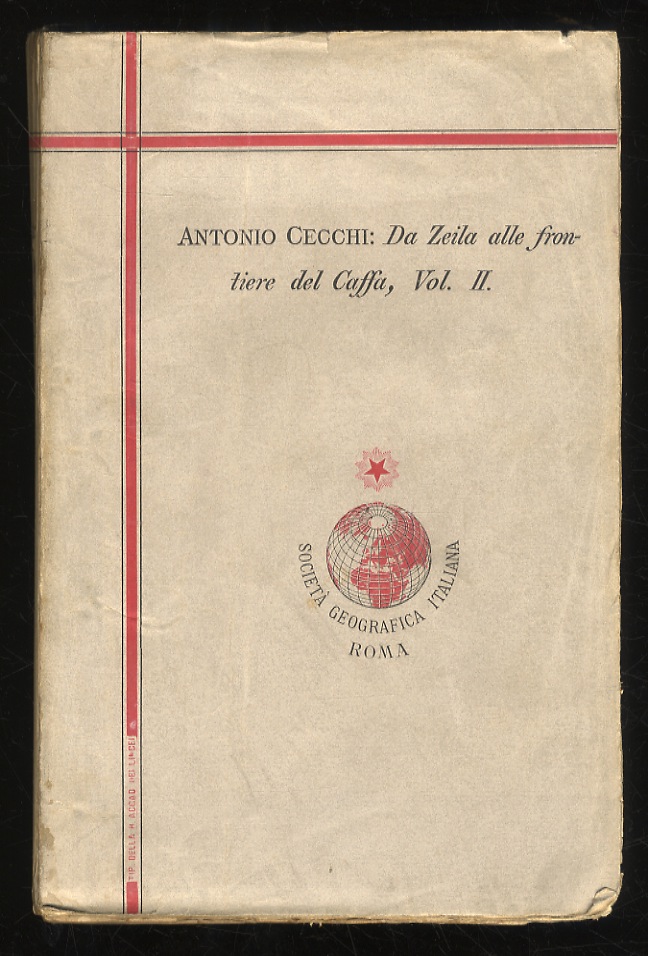 ANTONIO CECCHI: Da Zeila alle fron-
tiere del Caffa, Vol. II.
SOCIETÀ GEOGRAFICA ITALIANA
ROMA
TIP. DELLA R. ACCAD. DEI LINCEI